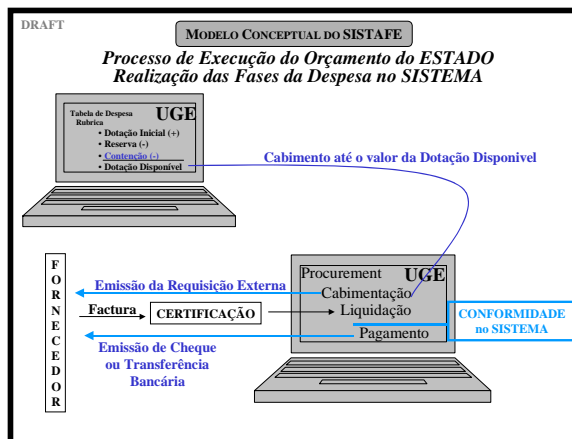 DRAFT
MODELO CONCEPTUAL DO SISTAFE
Processo de Execução do Orçamento do ESTADO
Realização das Fases da Despesa no SISTEMA
Tabela de Despesa
UGE
Rubrica
• Dotação Inicial (+)
• Reserva (-)
• Contenção (-)
• Dotação Disponível
Cabimento até o valor da Dotação Disponivel
FORNECEDOR
Emissão da Requisição Externa
Factura
CERTIFICAÇÃO
Emissão de Cheque
ou Transferência
Bancária
Procurement
UGE
Cabimentação
Liquidação
Pagamento
CONFORMIDADE
no SISTEMA